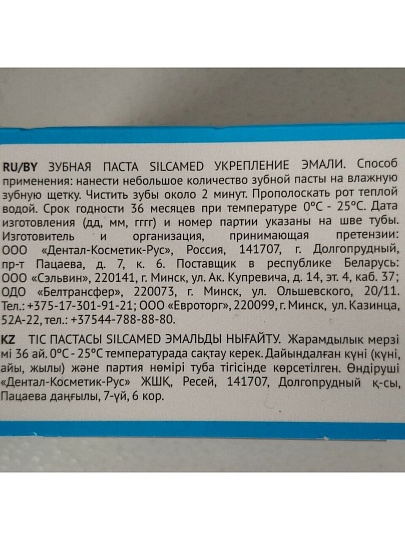 RU/BY ЗУБНАЯ ПАСТА SILCAMED УКРЕПЛЕНИЕ ЭМАЛИ. Способ
применения: нанести небольшое количество зубной пасты на влажную
зубную щетку. Чистить зубы около 2 минут. Прополоскать рот теплой
водой. Срок годности 36 месяцев при температуре 0°C - 25°C. Дата
изготовления (дд, мм, гггг) и номер партии указаны на шве тубы.
Изготовитель и организация, принимающая претензии:
ООО «Дентал-Косметик-Рус», Россия, 141707, г. Долгопрудный,
пр-т Пацаева, д. 7, к. 6. Поставщик в республике Беларусь:
ООО «Сэльвин», 220141, г. Минск, ул. Ак. Купревича, д. 14, эт. 4, каб. 37;
ОДО «Белтрансфер», 220073, г. Минск, ул. Ольшевского, 20/11.
Тел.: +375-17-301-91-21; ООО «Евроторг», 220099, г. Минск, ул. Казинца,
52А-22, тел.: +37544-788-88-80.
KZ ТІС ПАСТАСЫ SILCAMED ЭМАЛЬДЫ НЫҒАЙТУ. Жарамдылық мерзі
мі 36 ай. 0°C - 25°C температурада сақтау керек. Дайындалған күні (күні,
айы, жылы) және партия нөмірі туба тігісінде көрсетілген. Өндіруші
«Дентал-Косметик-Рус» ЖШҚ, Ресей, 141707, Долгопрудный қ-сы,
Пацаева даңғылы, 7-үй, 6 кор.